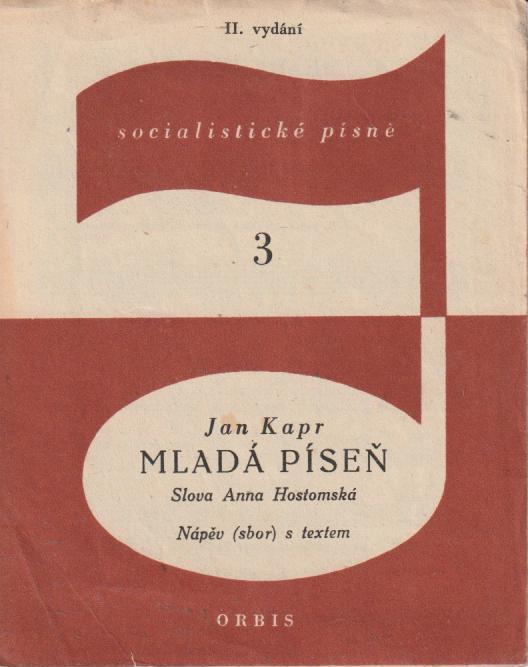 II. vydání
socialistické písně
3
Jan Kapr
MLADÁ PÍSEŇ
Slova Anna Hostomská
Nápěv (sbor) s textem
ORBIS